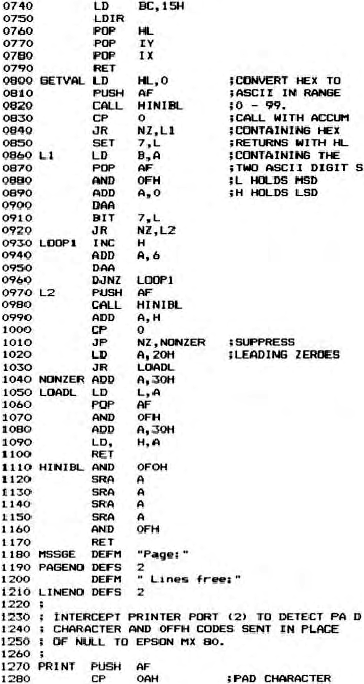 0740 LD BC,15H
0750 LDIR
0760 POP HL
0770 POP IY
0780 POP IX
0790 RET
0800 GETVAL LD HL,0 ;CONVERT HEX TO
0810 PUSH AF ;ASCII IN RANGE
0820 CALL HINIBL ;0 - 99.
0830 CP 0 ;CALL WITH ACCUM
0840 JR NZ,L1 ;CONTAINING HEX
0850 SET 7,L ;RETURNS WITH HL
0860 L1 LD B,A ;CONTAINING THE
0870 POP AF ;TWO ASCII DIGIT S
0880 AND 0FH ;L HOLDS MSD
0890 ADD A,0 ;H HOLDS LSD
0900 DAA
0910 BIT 7,L
0920 JR NZ,L2
0930 LOOP1 INC H
0940 ADD A,6
0950 DAA
0960 DJNZ LOOP1
0970 L2 PUSH AF
0980 CALL HINIBL
0990 ADD A,H
1000 CP 0
1010 JP NZ,NONZER ;SUPPRESS
1020 LD A,20H ;LEADING ZEROES
1030 JR LOADL
1040 NONZER ADD A,30H
1050 LOADL LD L,A
1060 POP AF
1070 AND 0FH
1080 ADD A,30H
1090 LD, H,A
1100 RET
1110 HINIBL AND 0F0H
1120 SRA A
1130 SRA A
1140 SRA A
1150 SRA A
1160 AND 0FH
1170 RET
1180 MSSGE DEFM "Page:"
1190 PAGENO DEFS 2
1200 DEFM " Lines free:"
1210 LINENO DEFS 2
1220 ;
1230 ; INTERCEPT PRINTER PORT (2) TO DETECT PA D
1240 ; CHARACTER AND 0FFH CODES SENT IN PLACE
1250 ; OF NULL TO EPSON MX 80.
1260 ;
1270 PRINT PUSH AF
1280 CP 0AH ;PAD CHARACTER